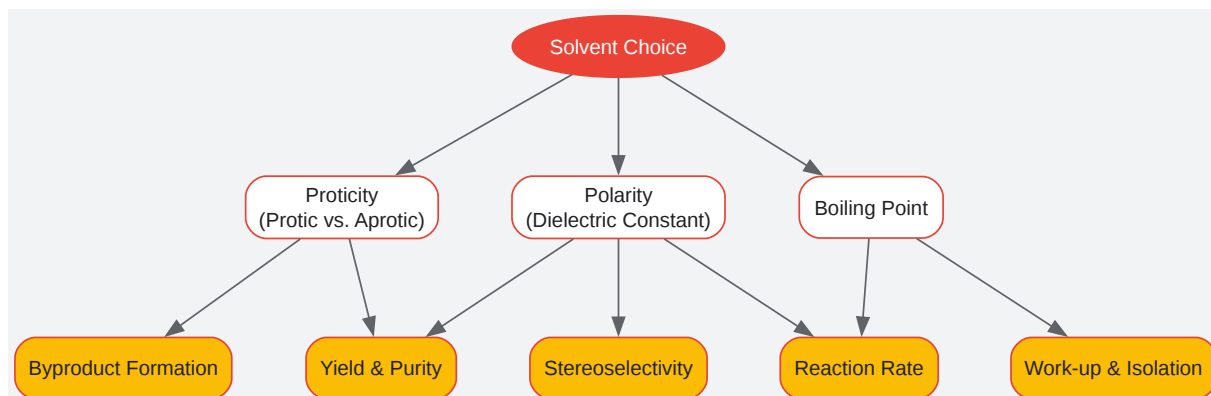 Solvent Choice
Proticity
(Protic vs. Aprotic)
Polarity
(Dielectric Constant)
Boiling Point
Byproduct Formation
Yield & Purity
Stereoselectivity
Reaction Rate
Work-up & Isolation